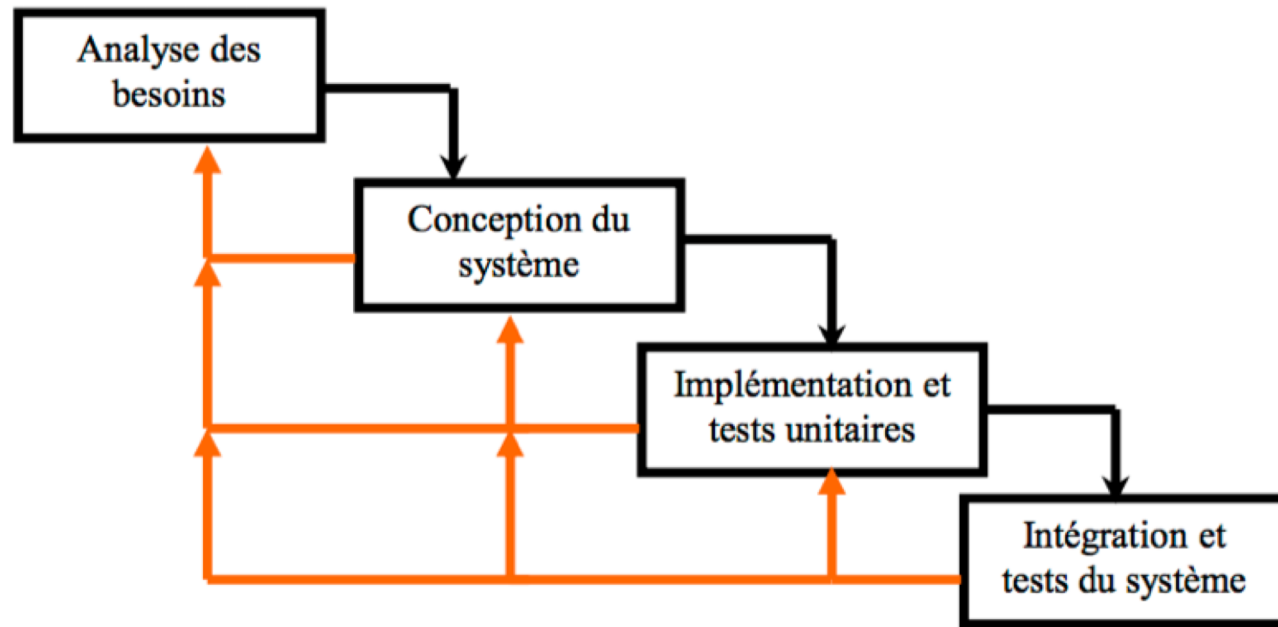 Analyse des
besoins
Conception du
système
Implémentation et
tests unitaires
Intégration et
tests du système